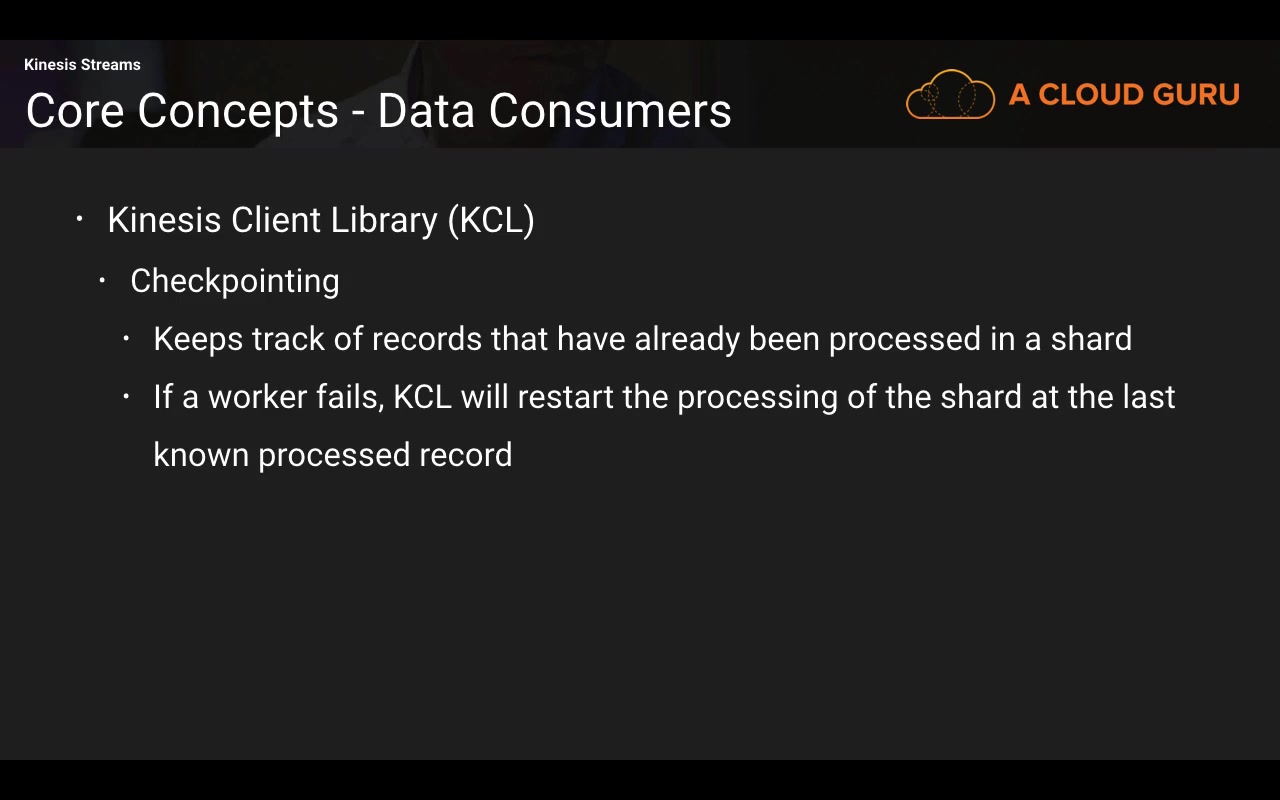 Kinesis Streams
Core Concepts - Data Consumers
A CLOUD GURU
• Kinesis Client Library (KCL)
• Checkpointing
• Keeps track of records that have already been processed in a shard
• If a worker fails, KCL will restart the processing of the shard at the last
known processed record